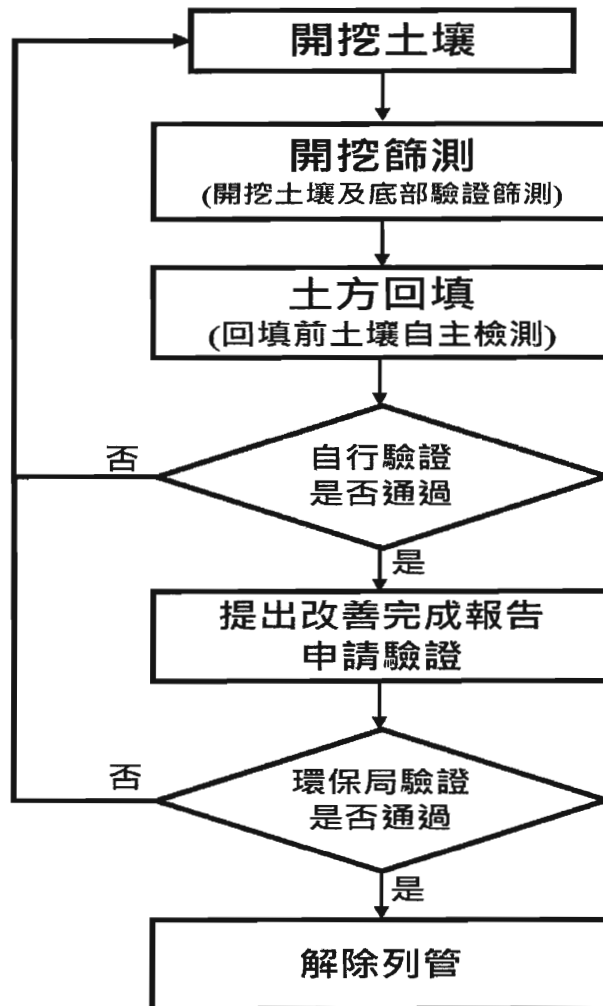 開挖土壤
開挖篩測
(開挖土壤及底部驗證篩測)
土方回填
(回填前土壤自主檢測)
否
自行驗證
是否通過
是
提出改善完成報告
申請驗證
否
環保局驗證
是否通過
是
解除列管